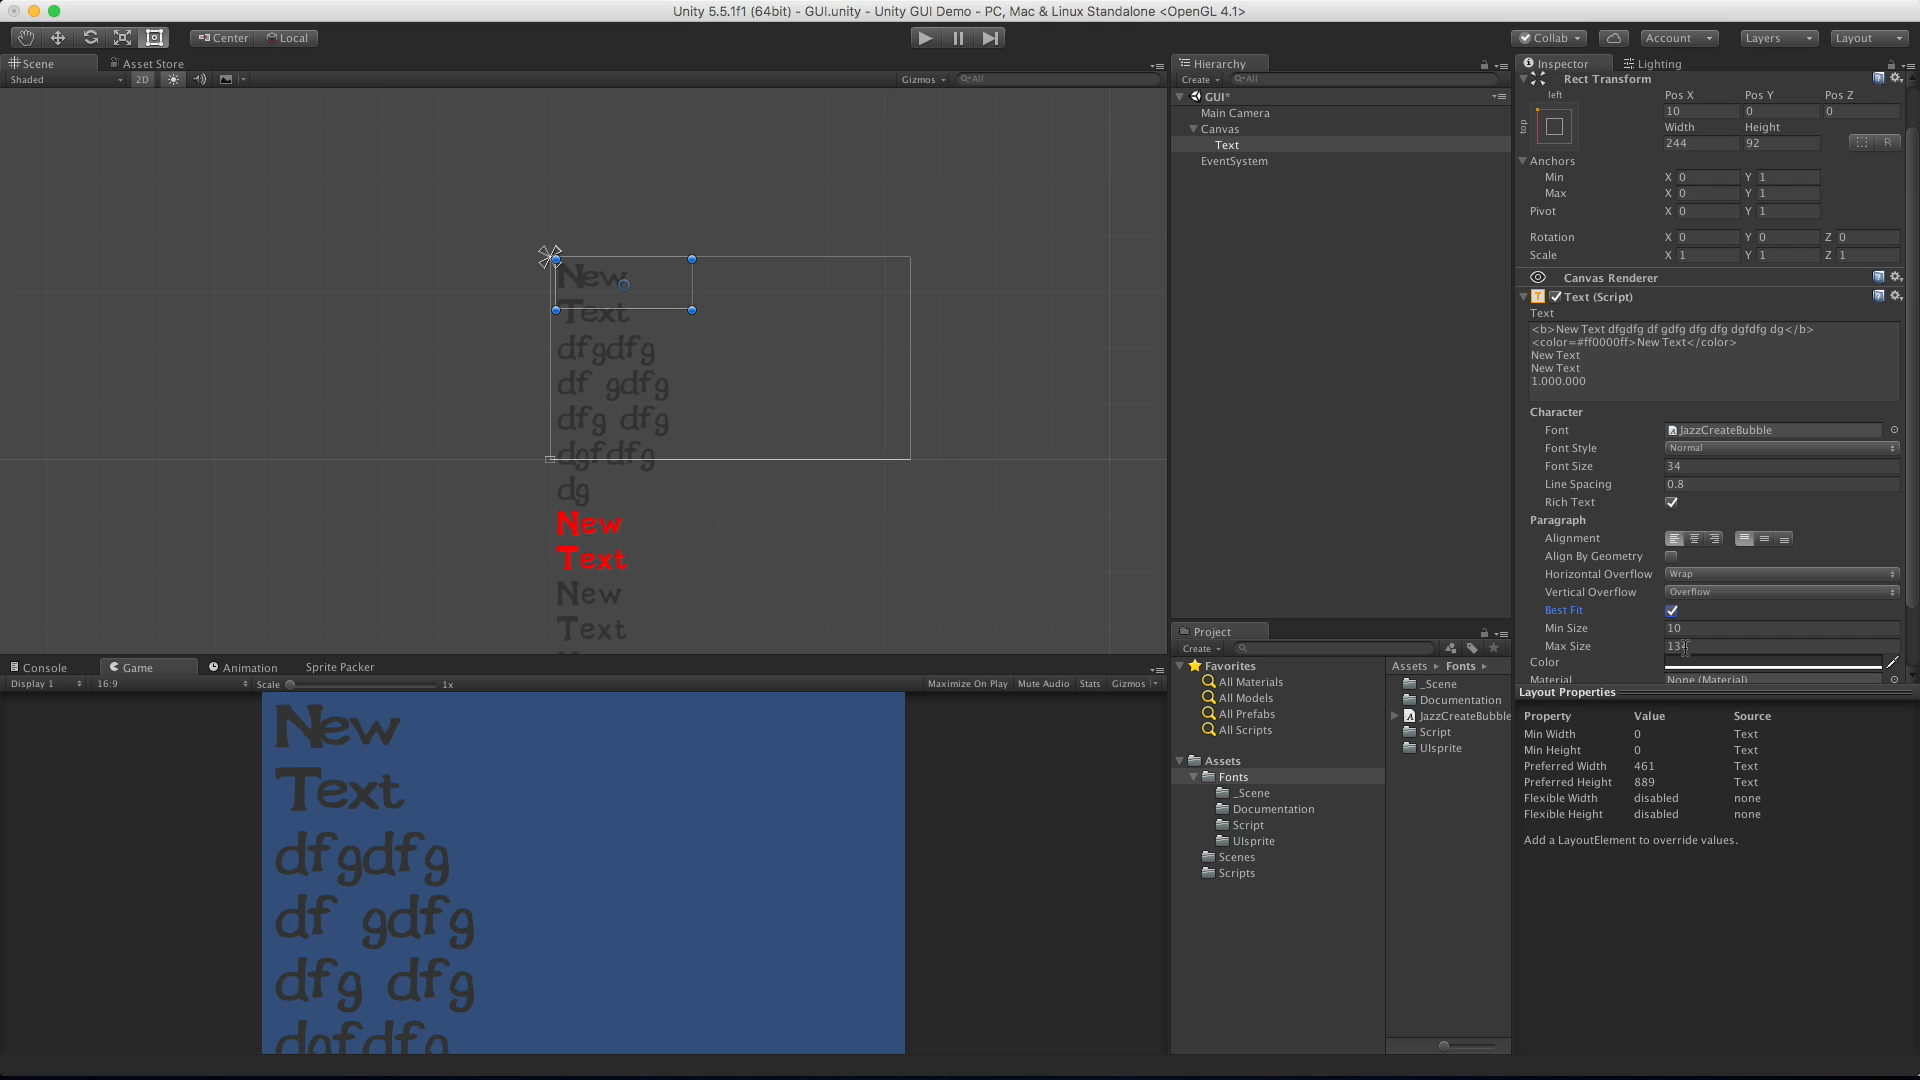 Unity 5.5.1f1 (64bit) - GUI.unity - Unity GUI Demo - PC, Mac & Linux Standalone <OpenGL 4.1>
Center Local
Collab Account Layers Layout
Scene Asset Store
Shaded 2D Gizmos All
New
Text
dfgdfg
df gdfg
dfg dfg
dgfdfg
dg
New
Text
New
Text
Console Game Animation Sprite Packer
Display 1 16:9 Scale 1x Maximize On Play Mute Audio Stats Gizmos
New
Text
dfgdfg
df gdfg
dfg dfg
dgfdfg
Hierarchy
Create All
GUI*
Main Camera
Canvas
Text
EventSystem
Project
Create
Favorites
All Materials
All Models
All Prefabs
All Scripts
Assets
Fonts
_Scene
Documentation
Script
UIsprite
Scenes
Scripts
Assets Fonts
_Scene
Documentation
JazzCreateBubble
Script
UIsprite
Inspector Lighting
Rect Transform
left Pos X Pos Y Pos Z
top 10 0 0
Width Height
244 92 R
Anchors
Min X 0 Y 1
Max X 0 Y 1
Pivot X 0 Y 1
Rotation X 0 Y 0 Z 0
Scale X 1 Y 1 Z 1
Canvas Renderer
Text (Script)
Text
<b>New Text dfgdfg df gdfg dfg dfg dgfdfg dg</b>
<color=#ff0000ff>New Text</color>
New Text
New Text
1.000.000
Character
Font JazzCreateBubble
Font Style Normal
Font Size 34
Line Spacing 0.8
Rich Text
Paragraph
Alignment
Align By Geometry
Horizontal Overflow Wrap
Vertical Overflow Overflow
Best Fit
Min Size 10
Max Size
Color
Material None (Material)
Layout Properties
Property Value Source
Min Width 0 Text
Min Height 0 Text
Preferred Width 461 Text
Preferred Height 889 Text
Flexible Width disabled none
Flexible Height disabled none
Add a LayoutElement to override values.